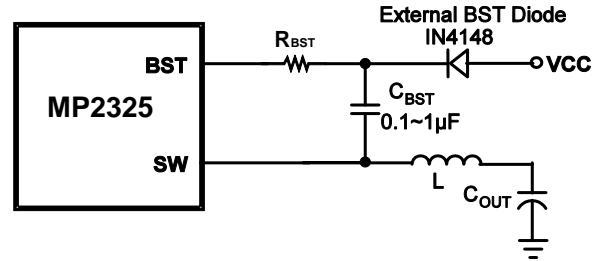 External BST Diode
IN4148
RBST
BST
VCC
MP2325
CBST
0.1~1µF
SW
L
COUT